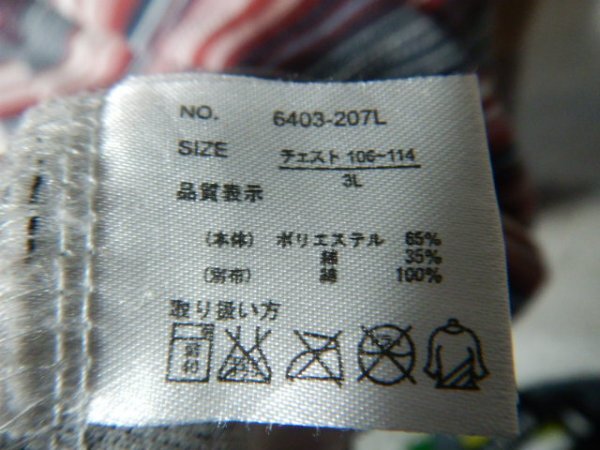 NO. 6403-207L
SIZE チェスト 106~114
3L
品質表示
(本体) ポリエステル 65%
綿 35%
(別布) 綿 100%
取り扱い方
40